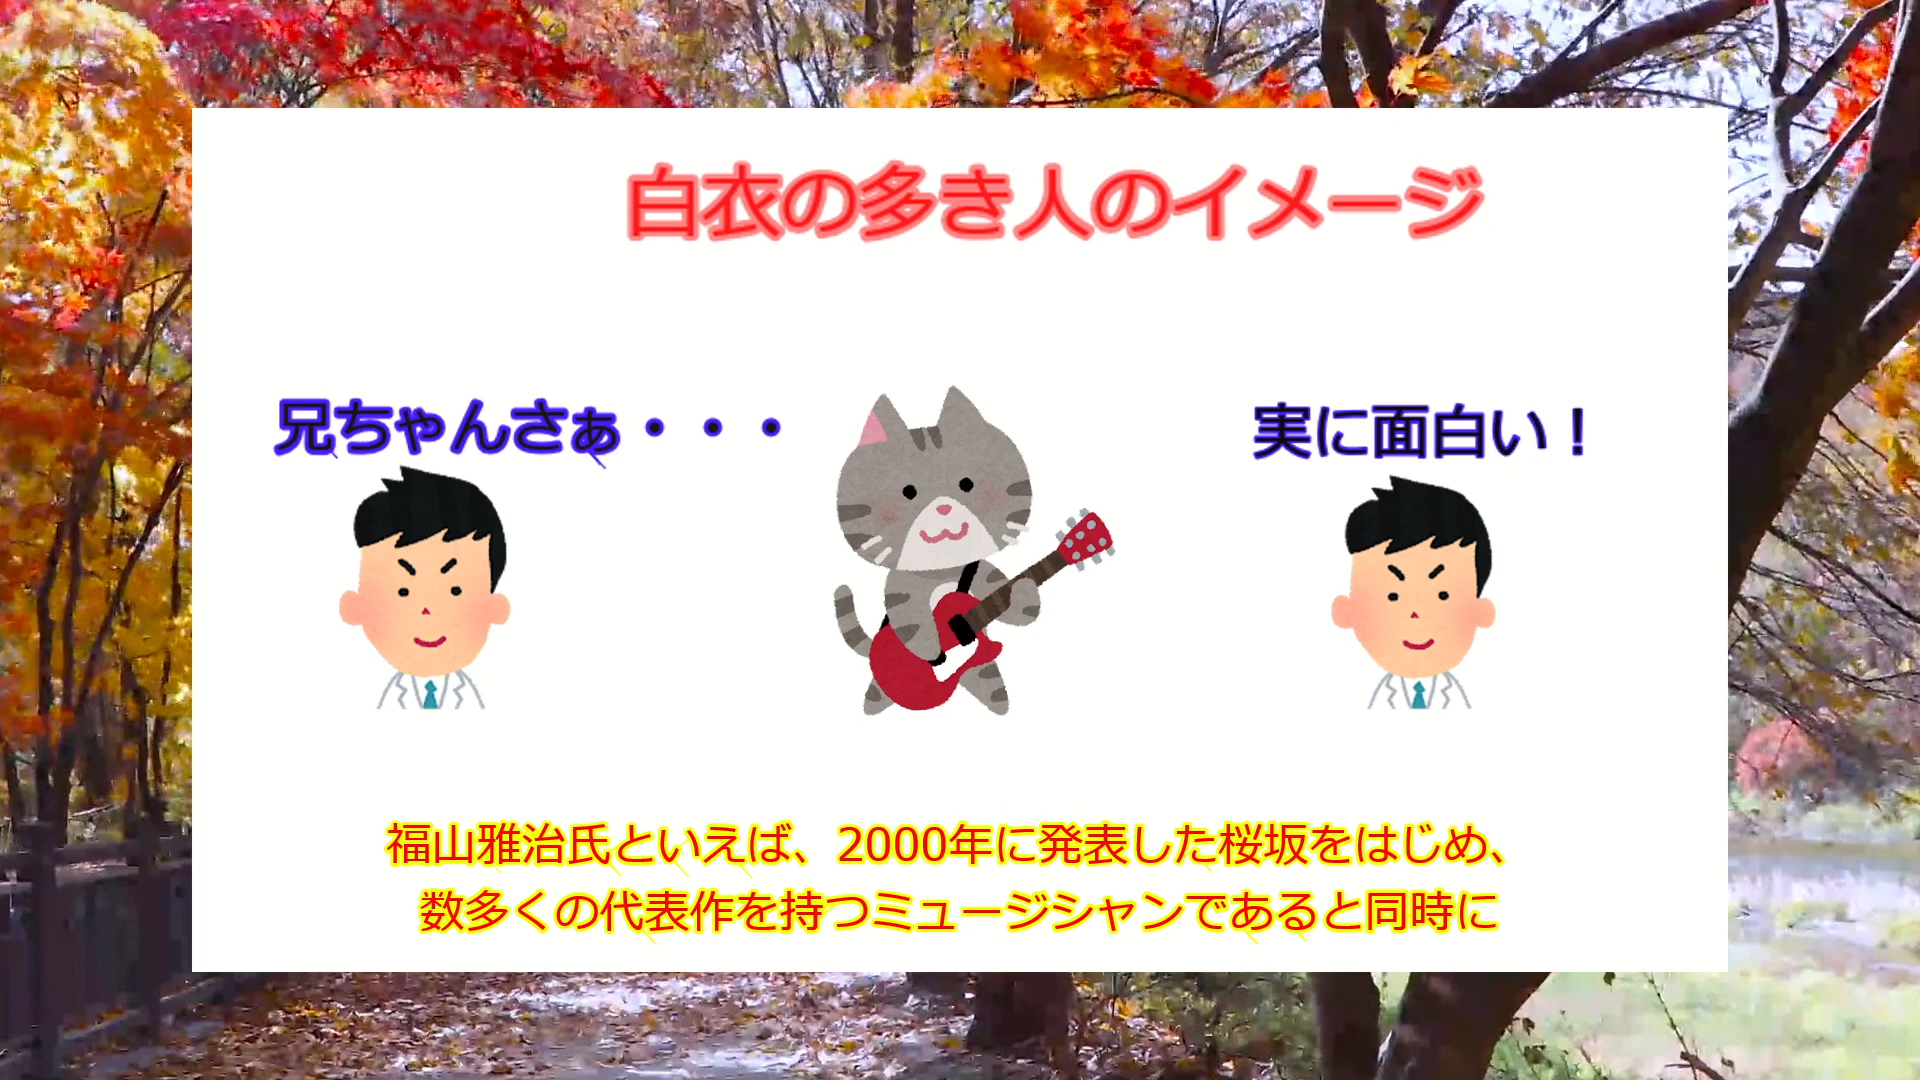 白衣の多き人のイメージ
兄ちゃんさぁ・・・
実に面白い！
福山雅治氏といえば、2000年に発表した桜坂をはじめ、
数多くの代表作を持つミュージシャンであると同時に